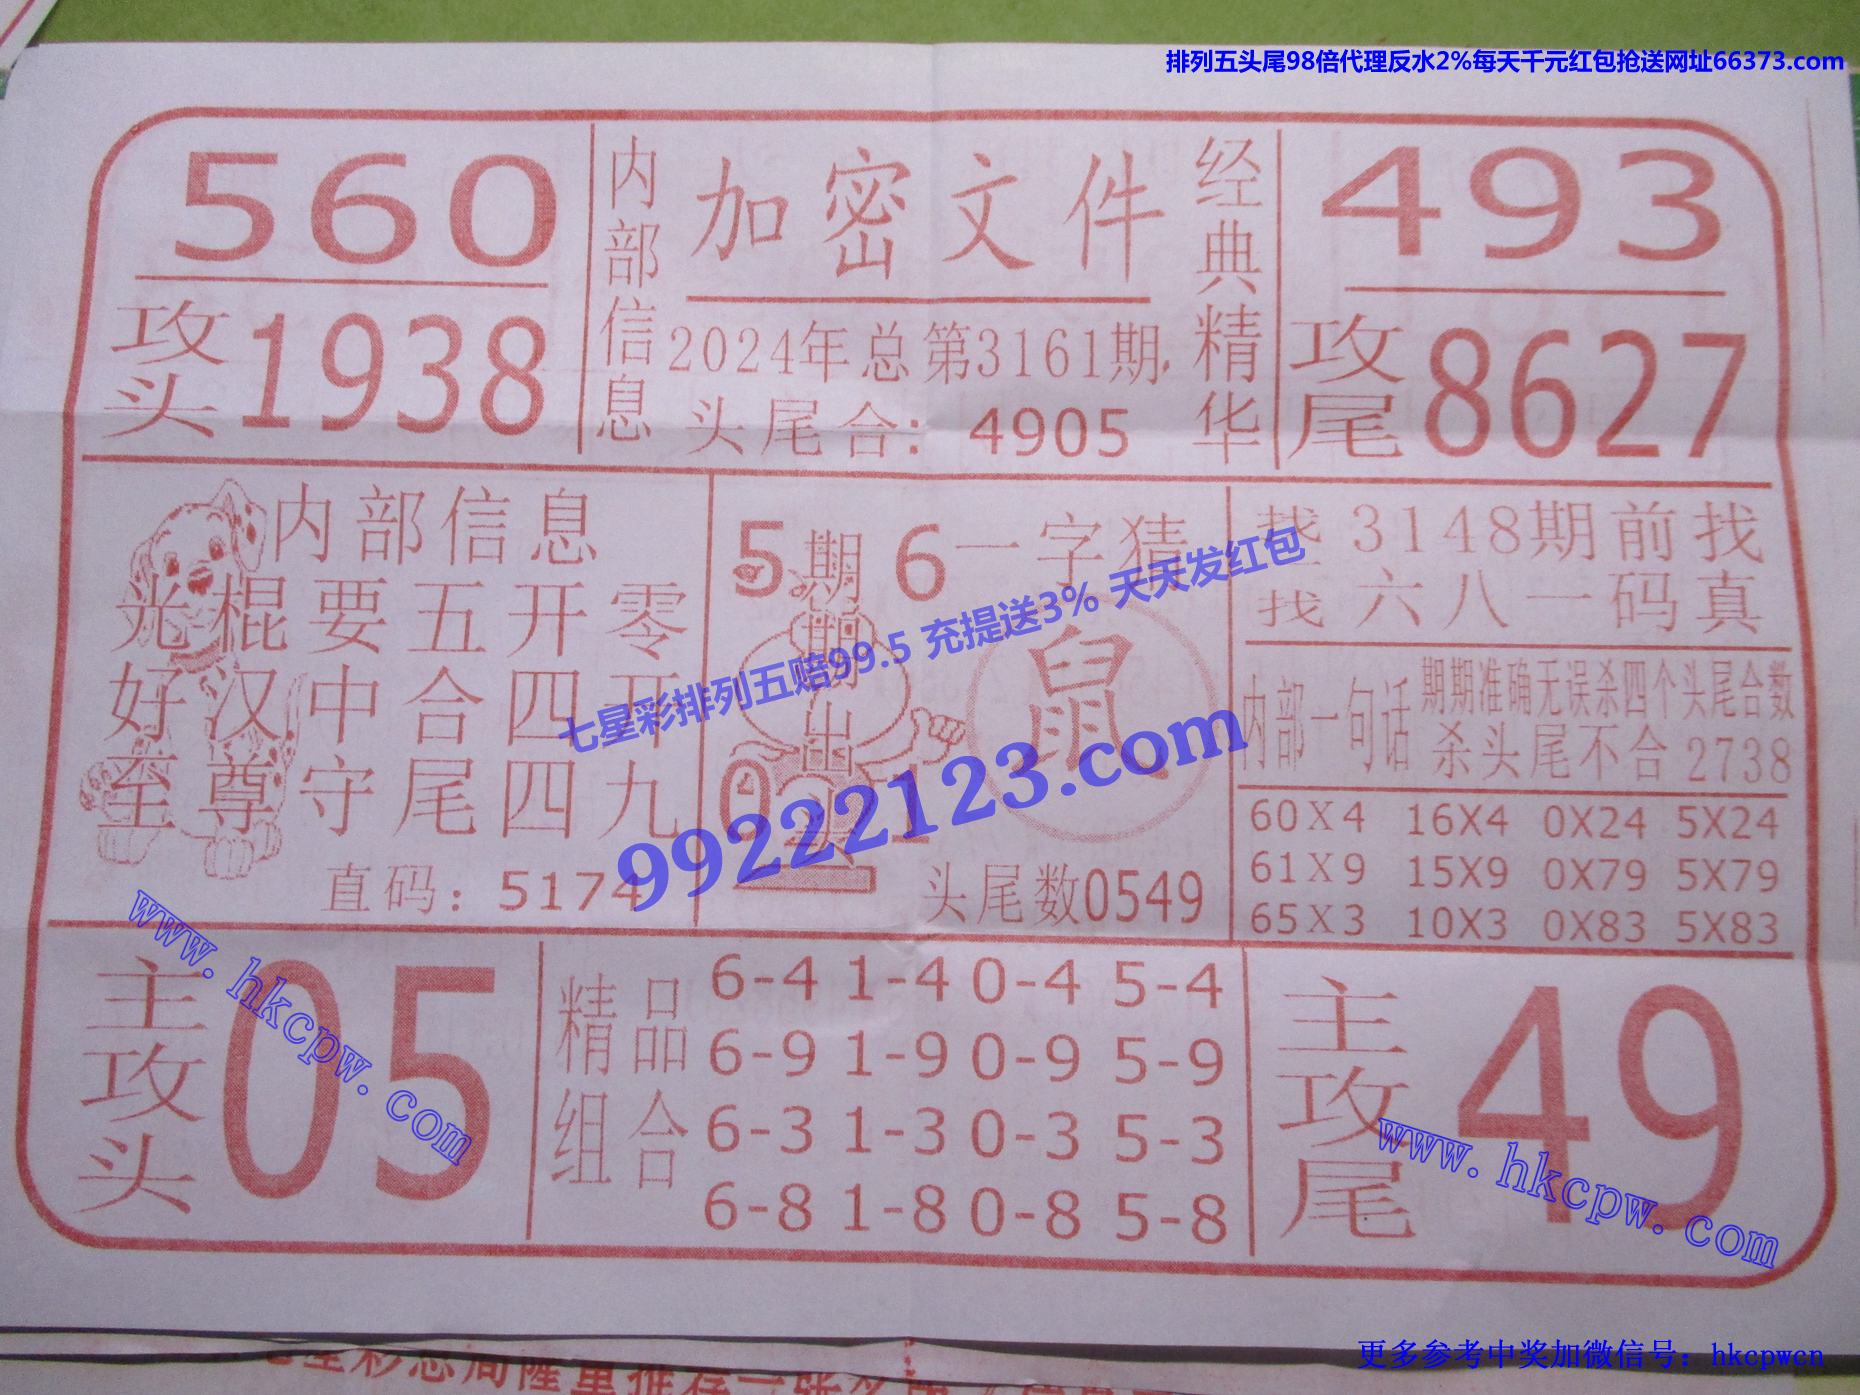 排列五头尾98倍代理反水2%每天千元红包抢送网址66373.com
560
攻头1938
内部信息
加密文件
2024年总第3161期
头尾合：4905
经典精华
493
攻尾8627
内部信息
光棍要五开零
好汉中合四开
至尊守尾四九
直码：5174
5期6一字猜
期期出
鼠
头尾数0549
3148期前找
找六八一码真
内部一句话
期期准确无误杀四个头尾合数
杀头尾不合2738
60X4 16X4 0X24 5X24
61X9 15X9 0X79 5X79
65X3 10X3 0X83 5X83
七星彩排列五赔99.5 充提送3% 天天发红包
99222123.com
主攻头05
精品组合
6-4 1-4 0-4 5-4
6-9 1-9 0-9 5-9
6-3 1-3 0-3 5-3
6-8 1-8 0-8 5-8
主攻尾49
www.hkcpw.com
www.hkcpw.com
更多参考中奖加微信号：hkcpwcn